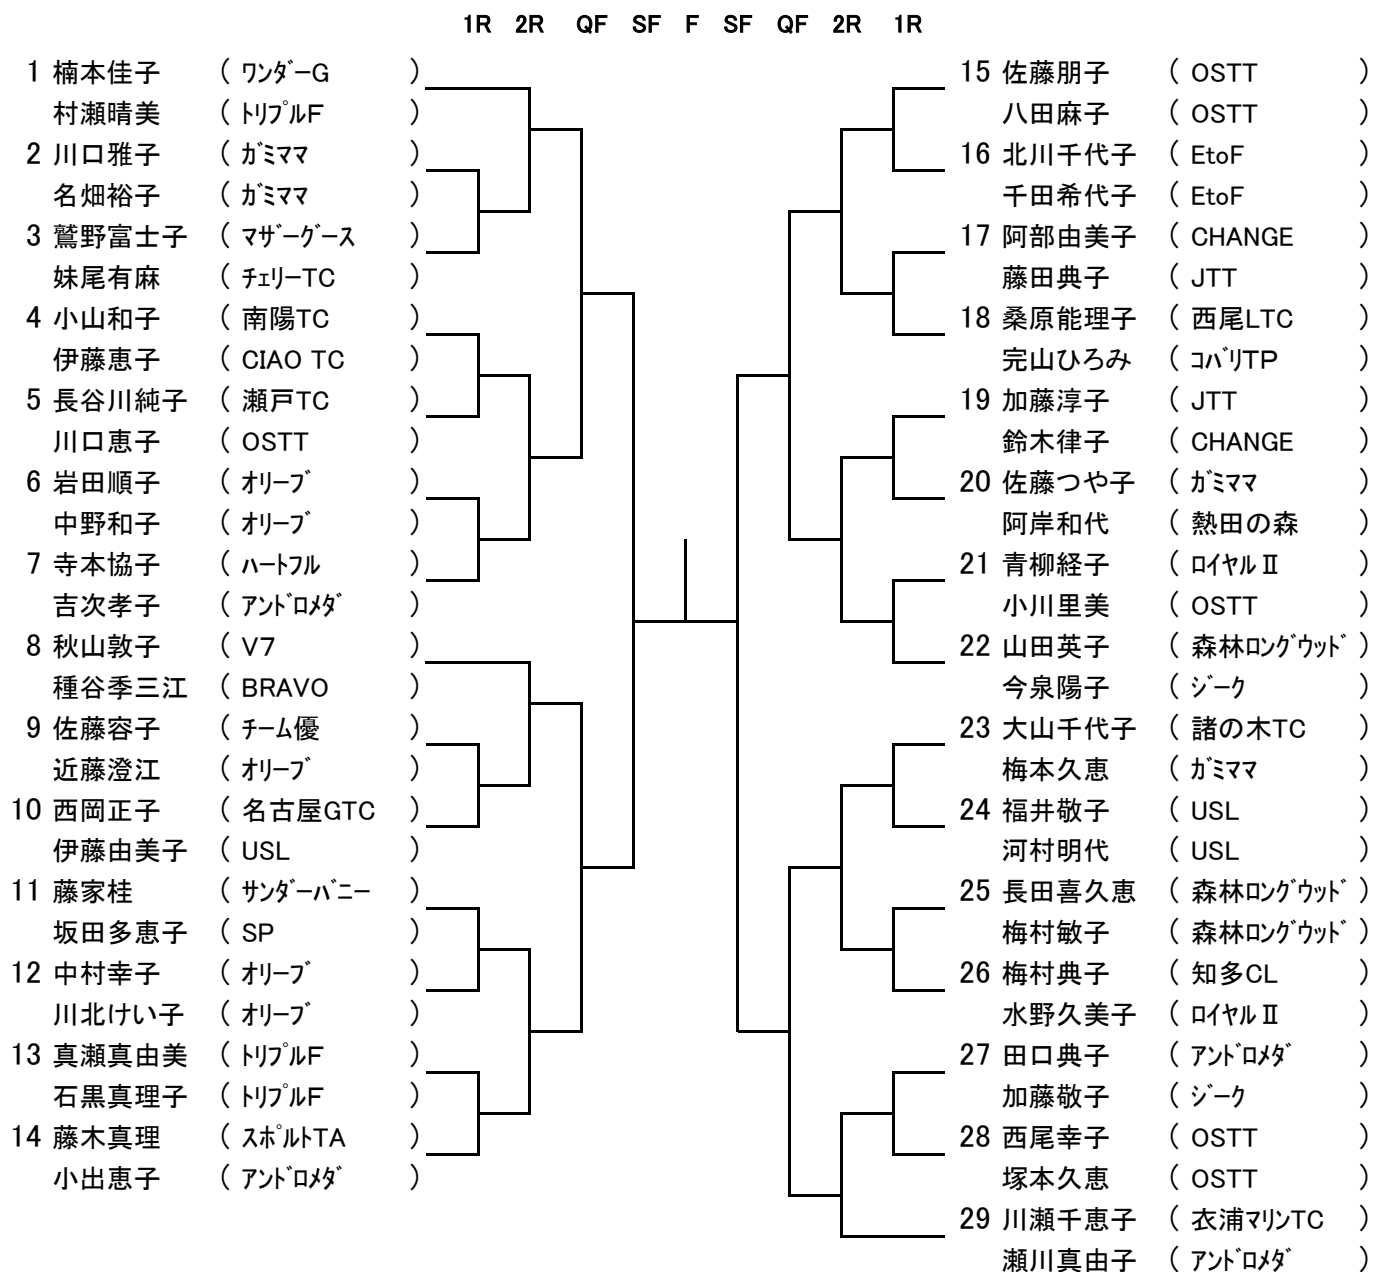 1R 2R QF SF F SF QF 2R 1R
1 楠本佳子 ( ﾜﾝﾀﾞｰG )
村瀬晴美 ( ﾄﾘﾌﾟﾙF )
2 川口雅子 ( ｶﾞﾐママ )
名畑裕子 ( ｶﾞﾐママ )
3 鷲野富士子 ( ﾏｻﾞｰｸﾞｰス )
妹尾有麻 ( ﾁｪﾘｰTC )
4 小山和子 ( 南陽TC )
伊藤恵子 ( CIAO TC )
5 長谷川純子 ( 瀬戸TC )
川口恵子 ( OSTT )
6 岩田順子 ( オリーブ )
中野和子 ( オリーブ )
7 寺本協子 ( ﾊートフル )
吉次孝子 ( ｱﾝﾄﾞﾛﾒﾀﾞ )
8 秋山敦子 ( V7 )
種谷季三江 ( BRAVO )
9 佐藤容子 ( ﾁｰﾑ優 )
近藤澄江 ( オリーブ )
10 西岡正子 ( 名古屋GTC )
伊藤由美子 ( USL )
11 藤家桂 ( ｻﾝﾀﾞｰﾊﾞﾆー )
坂田多恵子 ( SP )
12 中村幸子 ( オリーブ )
川北けい子 ( オリーブ )
13 真瀬真由美 ( ﾄﾘﾌﾟﾙF )
石黒真理子 ( ﾄﾘﾌﾟﾙF )
14 藤木真理 ( ｽﾎﾟﾙﾄTA )
小出恵子 ( ｱﾝﾄﾞﾛﾒﾀﾞ )
15 佐藤朋子 ( OSTT )
八田麻子 ( OSTT )
16 北川千代子 ( EtoF )
千田希代子 ( EtoF )
17 阿部由美子 ( CHANGE )
藤田典子 ( JTT )
18 桑原能理子 ( 西尾LTC )
完山ひろみ ( ｺﾊﾞﾘTP )
19 加藤淳子 ( JTT )
鈴木律子 ( CHANGE )
20 佐藤つや子 ( ｶﾞﾐママ )
阿岸和代 ( 熱田の森 )
21 青柳経子 ( ﾛｲﾔﾙⅡ )
小川里美 ( OSTT )
22 山田英子 ( 森林ﾛﾝｸﾞｳｯﾄﾞ )
今泉陽子 ( ジーク )
23 大山千代子 ( 諸の木TC )
梅本久恵 ( ｶﾞﾐママ )
24 福井敬子 ( USL )
河村明代 ( USL )
25 長田喜久恵 ( 森林ﾛﾝｸﾞｳｯﾄﾞ )
梅村敏子 ( 森林ﾛﾝｸﾞｳｯﾄﾞ )
26 梅村典子 ( 知多CL )
水野久美子 ( ﾛｲﾔﾙⅡ )
27 田口典子 ( ｱﾝﾄﾞﾛﾒﾀﾞ )
加藤敬子 ( ジーク )
28 西尾幸子 ( OSTT )
塚本久恵 ( OSTT )
29 川瀬千恵子 ( 衣浦ﾏﾘﾝTC )
瀬川真由子 ( ｱﾝﾄﾞﾛﾒﾀﾞ )